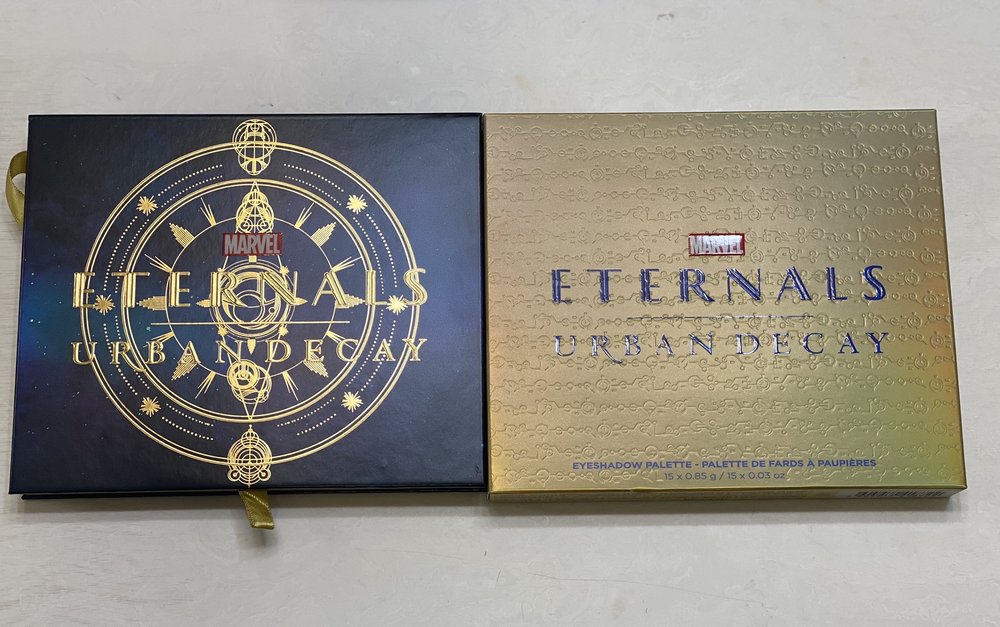 MARVEL
ETERNALS
URBAN DECAY
MARVEL
ETERNALS
URBAN DECAY
EYESHADOW PALETTE - PALETTE DE FARDS À PAUPIÈRES
15 x 0.85 g / 15 x 0.03 oz